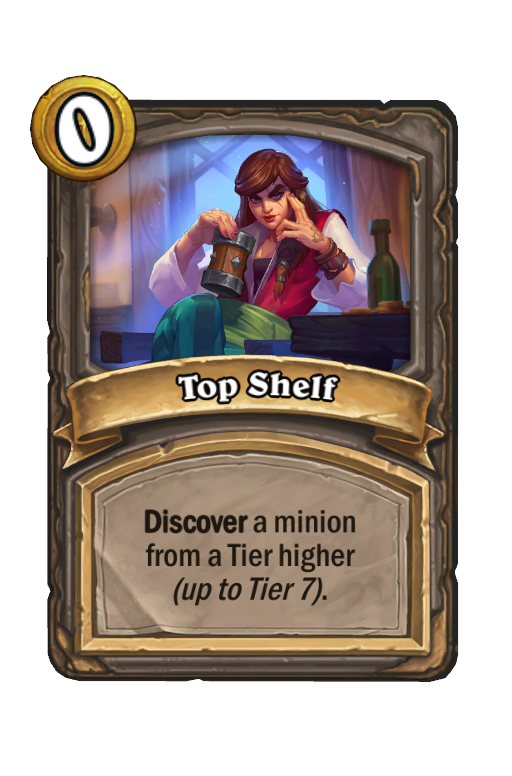 0
Top Shelf
Discover a minion
from a Tier higher
(up to Tier 7).